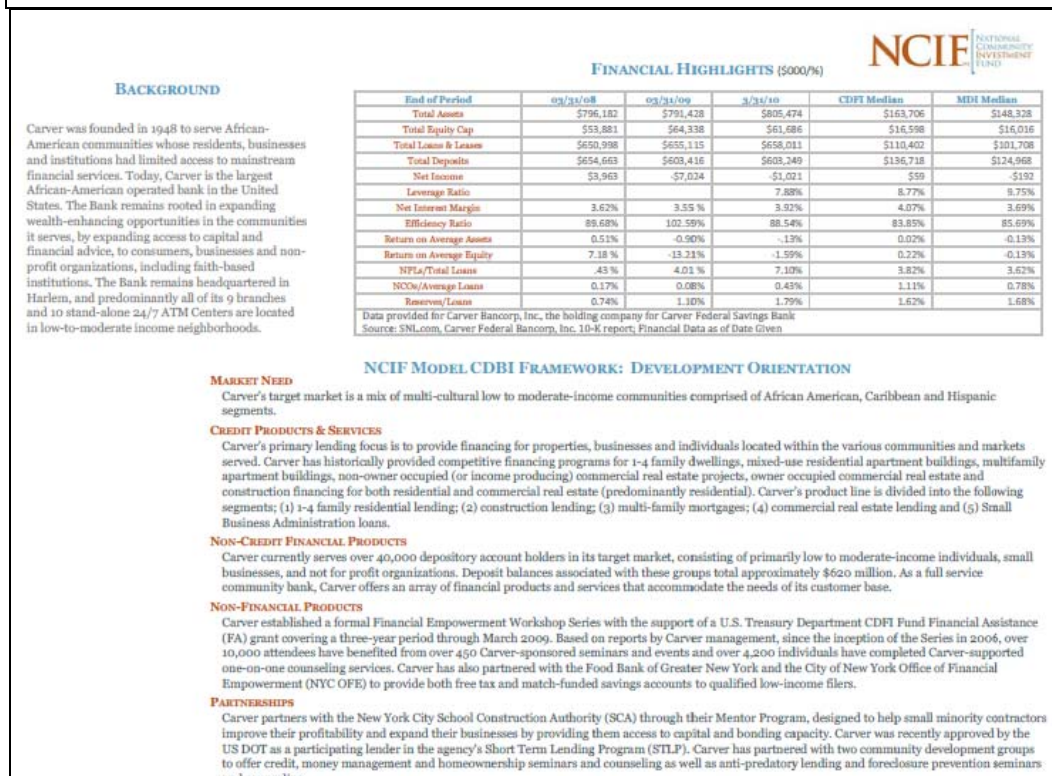 NCIF NATIONAL
COMMUNITY
INVESTMENT
FUND
FINANCIAL HIGHLIGHTS ($000/%)
BACKGROUND
Carver was founded in 1948 to serve African-
American communities whose residents, businesses
and institutions had limited access to mainstream
financial services. Today, Carver is the largest
African-American operated bank in the United
States. The Bank remains rooted in expanding
wealth-enhancing opportunities in the communities
it serves, by expanding access to capital and
financial advice, to consumers, businesses and non-
profit organizations, including faith-based
institutions. The Bank remains headquartered in
Harlem, and predominantly all of its 9 branches
and 10 stand-alone 24/7 ATM Centers are located
in low-to-moderate income neighborhoods.
End of Period 03/31/08 03/31/09 3/31/10 CDFI Median MDI Median
Total Assets $796,182 $791,428 $805,474 $163,706 $148,328
Total Equity Cap $53,881 $64,338 $61,686 $16,598 $16,016
Total Loans & Leases $650,998 $655,115 $658,011 $110,402 $101,708
Total Deposits $654,663 $603,416 $603,249 $136,718 $124,968
Net Income $3,963 -$7,024 -$1,021 $59 -$192
Leverage Ratio 7.88% 8.77% 9.75%
Net Interest Margin 3.62% 3.55 % 3.92% 4.07% 3.69%
Efficiency Ratio 89.68% 102.59% 88.54% 83.85% 85.69%
Return on Average Assets 0.51% -0.90% -.13% 0.02% -0.13%
Return on Average Equity 7.18 % -13.21% -1.59% 0.22% -0.13%
NPLs/Total Loans .43 % 4.01 % 7.10% 3.82% 3.62%
NCOs/Average Loans 0.17% 0.08% 0.43% 1.11% 0.78%
Reserves/Loans 0.74% 1.10% 1.79% 1.62% 1.68%
Data provided for Carver Bancorp, Inc., the holding company for Carver Federal Savings Bank
Source: SNL.com, Carver Federal Bancorp, Inc. 10-K report; Financial Data as of Date Given
NCIF MODEL CDBI FRAMEWORK: DEVELOPMENT ORIENTATION
MARKET NEED
Carver's target market is a mix of multi-cultural low to moderate-income communities comprised of African American, Caribbean and Hispanic
segments.
CREDIT PRODUCTS & SERVICES
Carver's primary lending focus is to provide financing for properties, businesses and individuals located within the various communities and markets
served. Carver has historically provided competitive financing programs for 1-4 family dwellings, mixed-use residential apartment buildings, multifamily
apartment buildings, non-owner occupied (or income producing) commercial real estate projects, owner occupied commercial real estate and
construction financing for both residential and commercial real estate (predominantly residential). Carver's product line is divided into the following
segments; (1) 1-4 family residential lending; (2) construction lending; (3) multi-family mortgages; (4) commercial real estate lending and (5) Small
Business Administration loans.
NON-CREDIT FINANCIAL PRODUCTS
Carver currently serves over 40,000 depository account holders in its target market, consisting of primarily low to moderate-income individuals, small
businesses, and not for profit organizations. Deposit balances associated with these groups total approximately $620 million. As a full service
community bank, Carver offers an array of financial products and services that accommodate the needs of its customer base.
NON-FINANCIAL PRODUCTS
Carver established a formal Financial Empowerment Workshop Series with the support of a U.S. Treasury Department CDFI Fund Financial Assistance
(FA) grant covering a three-year period through March 2009. Based on reports by Carver management, since the inception of the Series in 2006, over
10,000 attendees have benefited from over 450 Carver-sponsored seminars and events and over 4,200 individuals have completed Carver-supported
one-on-one counseling services. Carver has also partnered with the Food Bank of Greater New York and the City of New York Office of Financial
Empowerment (NYC OFE) to provide both free tax and match-funded savings accounts to qualified low-income filers.
PARTNERSHIPS
Carver partners with the New York City School Construction Authority (SCA) through their Mentor Program, designed to help small minority contractors
improve their profitability and expand their businesses by providing them access to capital and bonding capacity. Carver was recently approved by the
US DOT as a participating lender in the agency's Short Term Lending Program (STLP). Carver has partnered with two community development groups
to offer credit, money management and homeownership seminars and counseling as well as anti-predatory lending and foreclosure prevention seminars